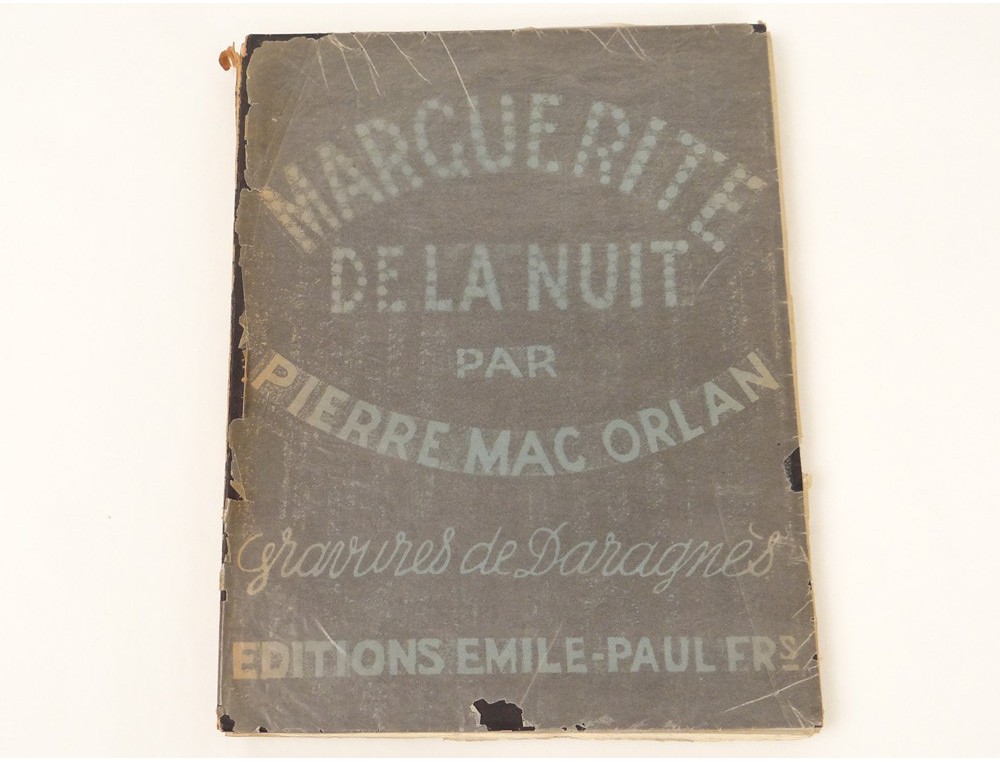 MARGUERITE
DE LA NUIT
PAR
PIERRE MAC ORLAN
gravures de Daragnès
EDITIONS EMILE-PAUL FRS